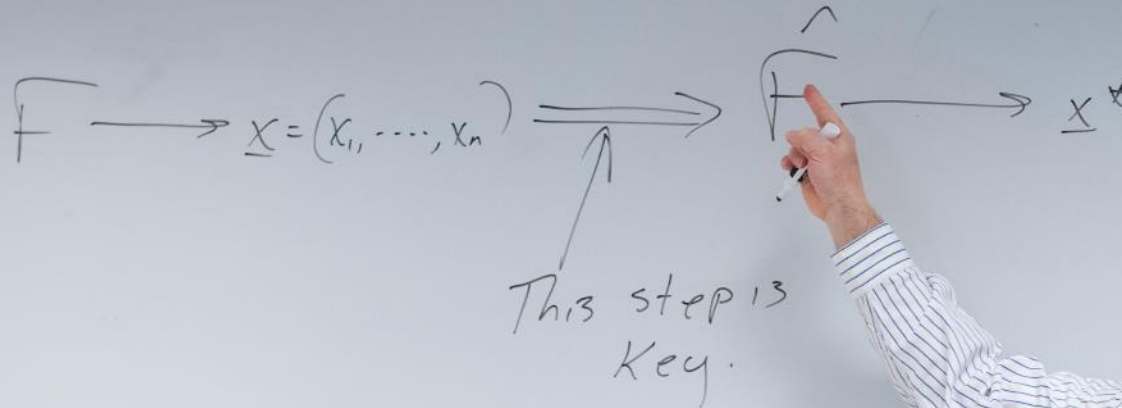 F → x = (x₁, ...., xₙ) ⇒ F̂ → x*
This step is
Key.